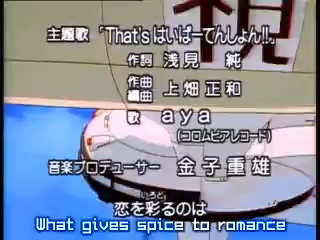 祝
主題歌「That'sはいぱーてんしょん!!」
作詞 浅見 純
作曲
編曲 上畑正和
歌 aya
(コロムビアレコード)
音楽プロデューサー 金子重雄
いろど
恋を彩るのは
What gives spice to romance